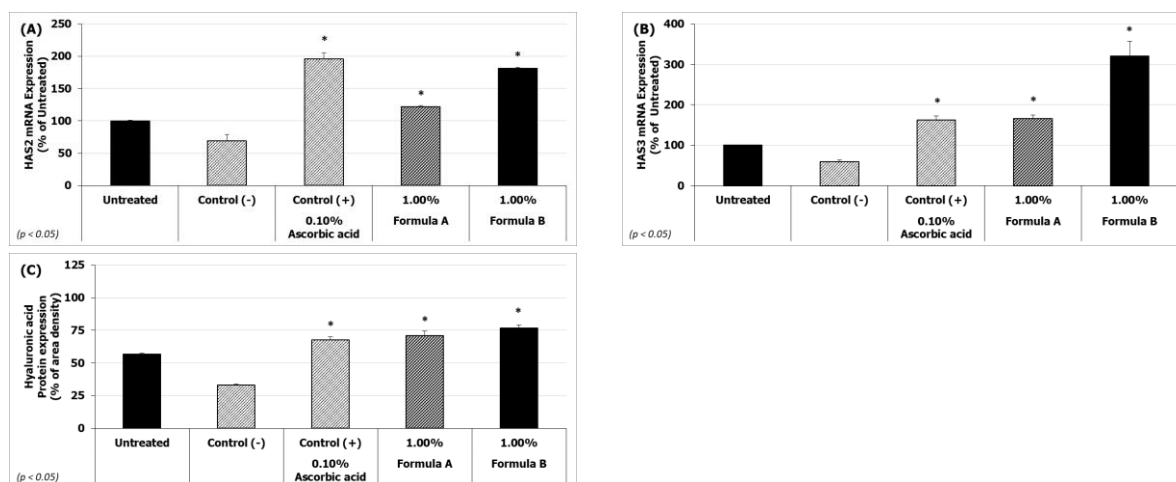 (A)
HAS2 mRNA Expression
(% of Untreated)
250
200
150
100
50
0
*
*
*
Untreated
Control (-)
Control (+)
1.00%
1.00%
0.10%
Ascorbic acid
Formula A
Formula B
(p < 0.05)
(B)
HAS3 mRNA Expression
(% of Untreated)
400
300
200
100
0
*
*
*
Untreated
Control (-)
Control (+)
1.00%
1.00%
0.10%
Ascorbic acid
Formula A
Formula B
(p < 0.05)
(C)
Hyaluronic acid
Protein expression
(% of area density)
125
100
75
50
25
0
*
*
*
Untreated
Control (-)
Control (+)
1.00%
1.00%
0.10%
Ascorbic acid
Formula A
Formula B
(p < 0.05)